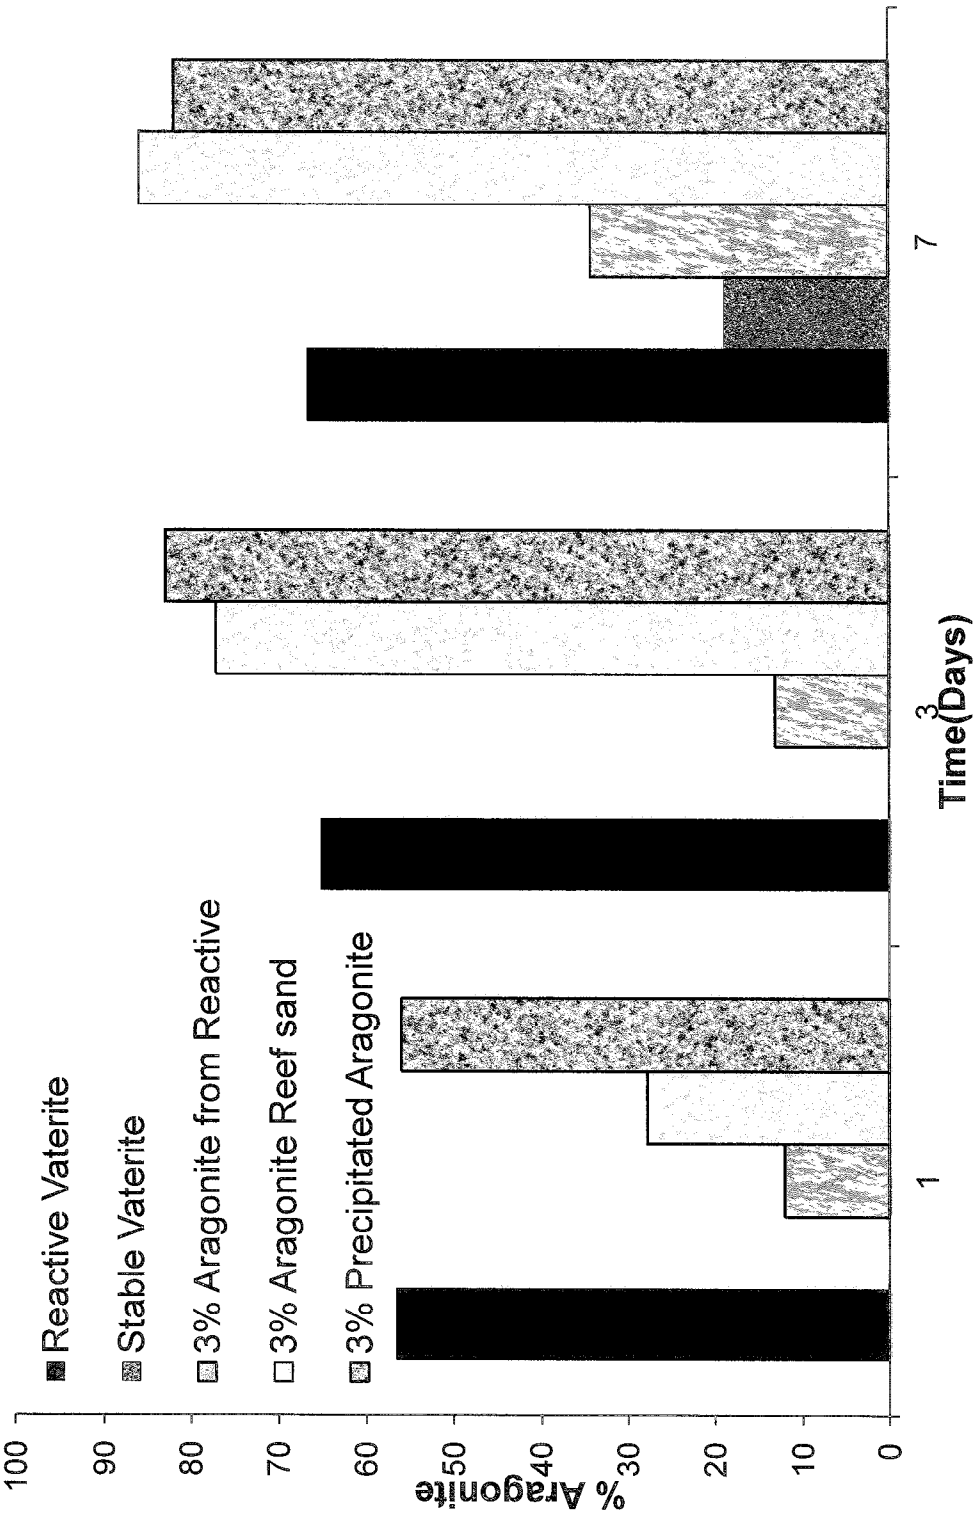 Reactive Vaterite
Stable Vaterite
3% Aragonite from Reactive
3% Aragonite Reef sand
3% Precipitated Aragonite
100
90
80
70
60
50
40
30
20
10
0
% Aragonite
1
3
7
Time(Days)